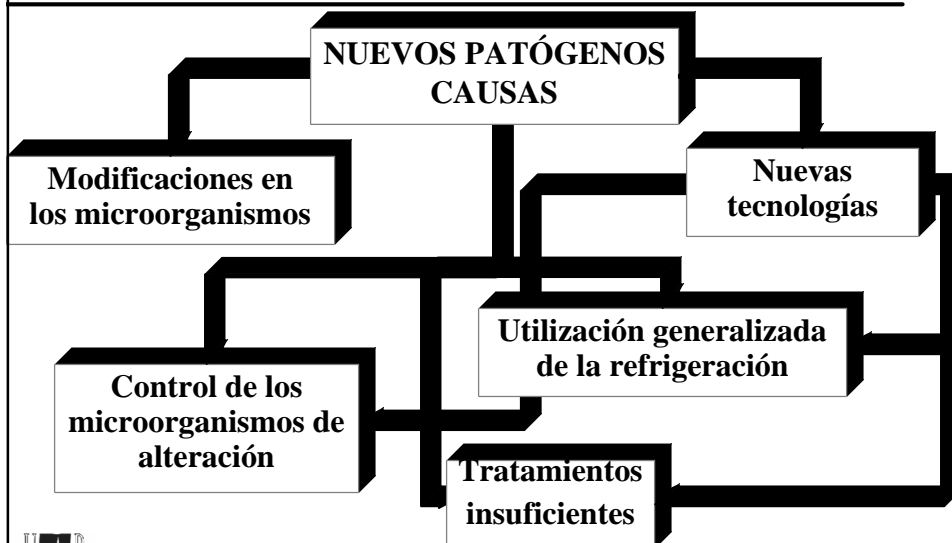 NUEVOS PATÓGENOS
CAUSAS
Modificaciones en
los microorganismos
Nuevas
tecnologías
Utilización generalizada
de la refrigeración
Control de los
microorganismos de
alteración
Tratamientos
insuficientes